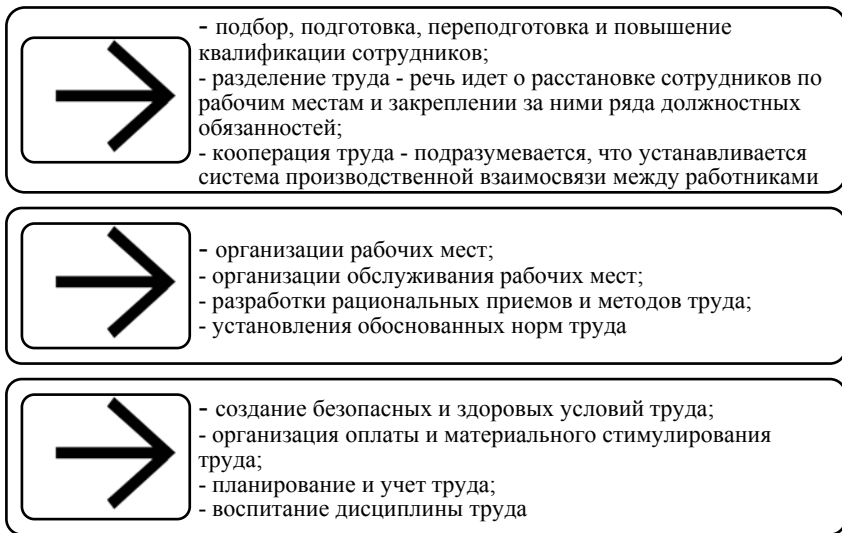 - подбор, подготовка, переподготовка и повышение
квалификации сотрудников;
- разделение труда - речь идет о расстановке сотрудников по
рабочим местам и закреплении за ними ряда должностных
обязанностей;
- кооперация труда - подразумевается, что устанавливается
система производственной взаимосвязи между работниками
- организации рабочих мест;
- организации обслуживания рабочих мест;
- разработки рациональных приемов и методов труда;
- установления обоснованных норм труда
- создание безопасных и здоровых условий труда;
- организация оплаты и материального стимулирования
труда;
- планирование и учет труда;
- воспитание дисциплины труда